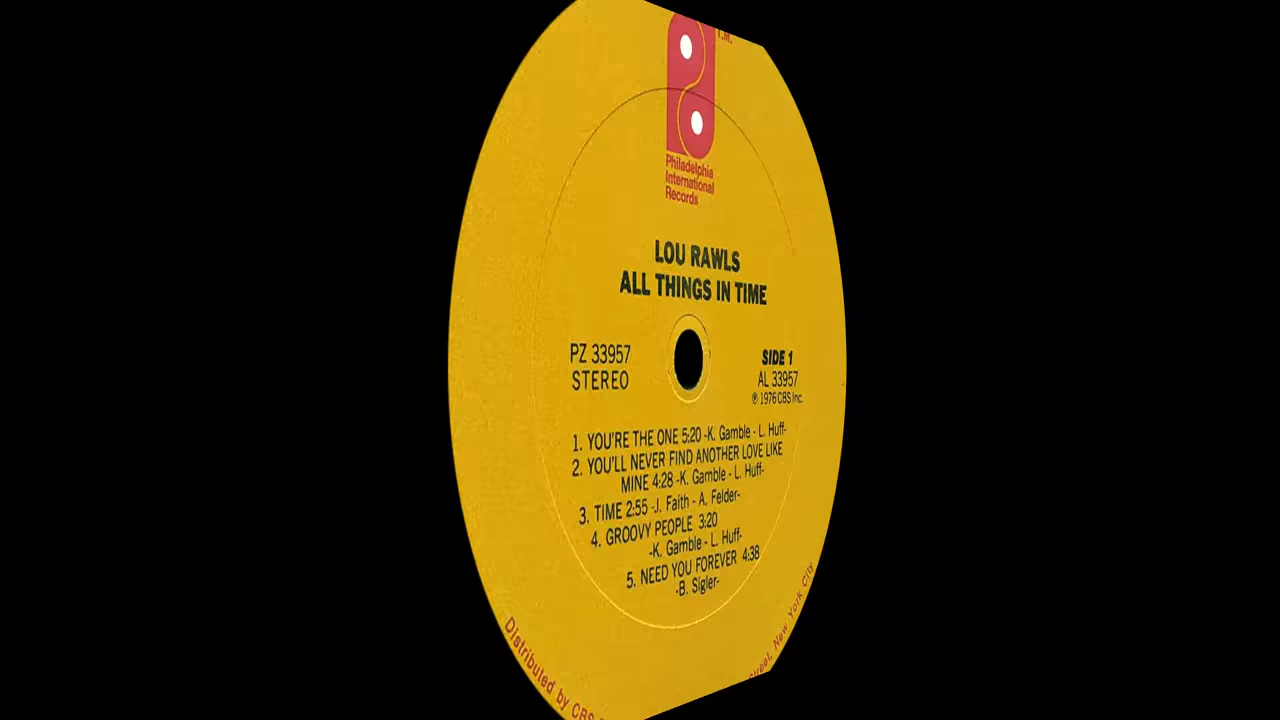 T.M.
Philadelphia
International
Records
LOU RAWLS
ALL THINGS IN TIME
PZ 33957
STEREO
SIDE 1
AL 33957
℗ 1976 CBS Inc.
1. YOU'RE THE ONE 5:20 -K. Gamble - L. Huff-
2. YOU'LL NEVER FIND ANOTHER LOVE LIKE
MINE 4:28 -K. Gamble - L. Huff-
3. TIME 2:55 -J. Faith - A. Felder-
4. GROOVY PEOPLE 3:20
-K. Gamble - L. Huff-
5. NEED YOU FOREVER 4:38
-B. Sigler-
Distributed by CBS
Street, New York City